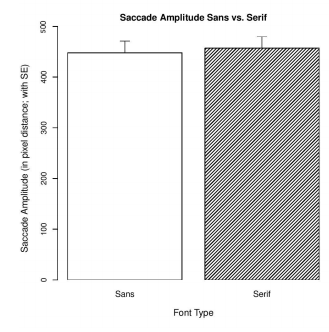 Saccade Amplitude Sans vs. Serif
Saccade Amplitude (in pixel distance; with SE)
500
400
300
200
100
0
Sans
Serif
Font Type